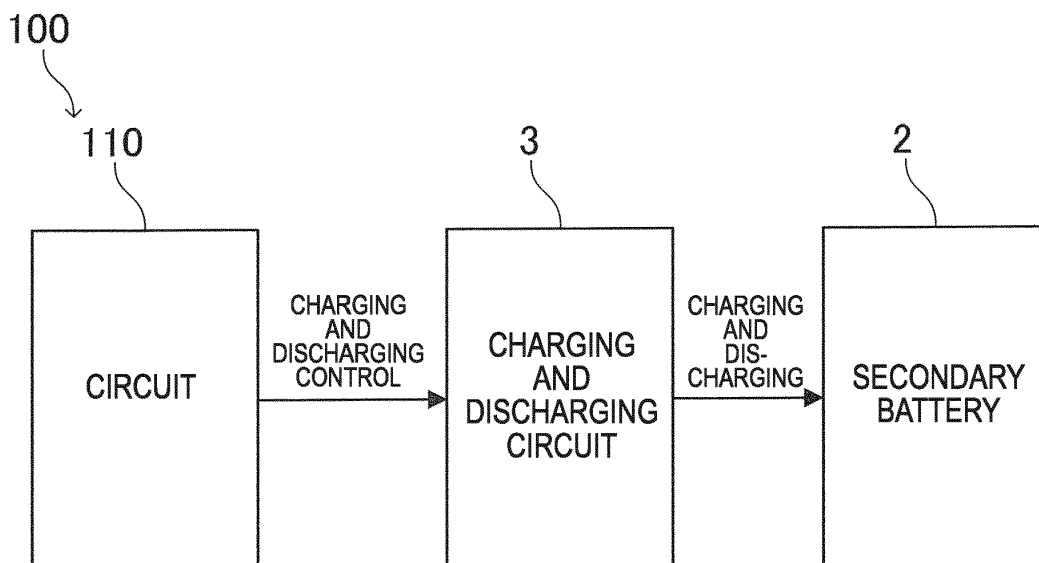 100
110
3
2
CIRCUIT
CHARGING
AND
DISCHARGING
CONTROL
CHARGING
AND
DISCHARGING
CIRCUIT
CHARGING
AND
DIS-
CHARGING
SECONDARY
BATTERY